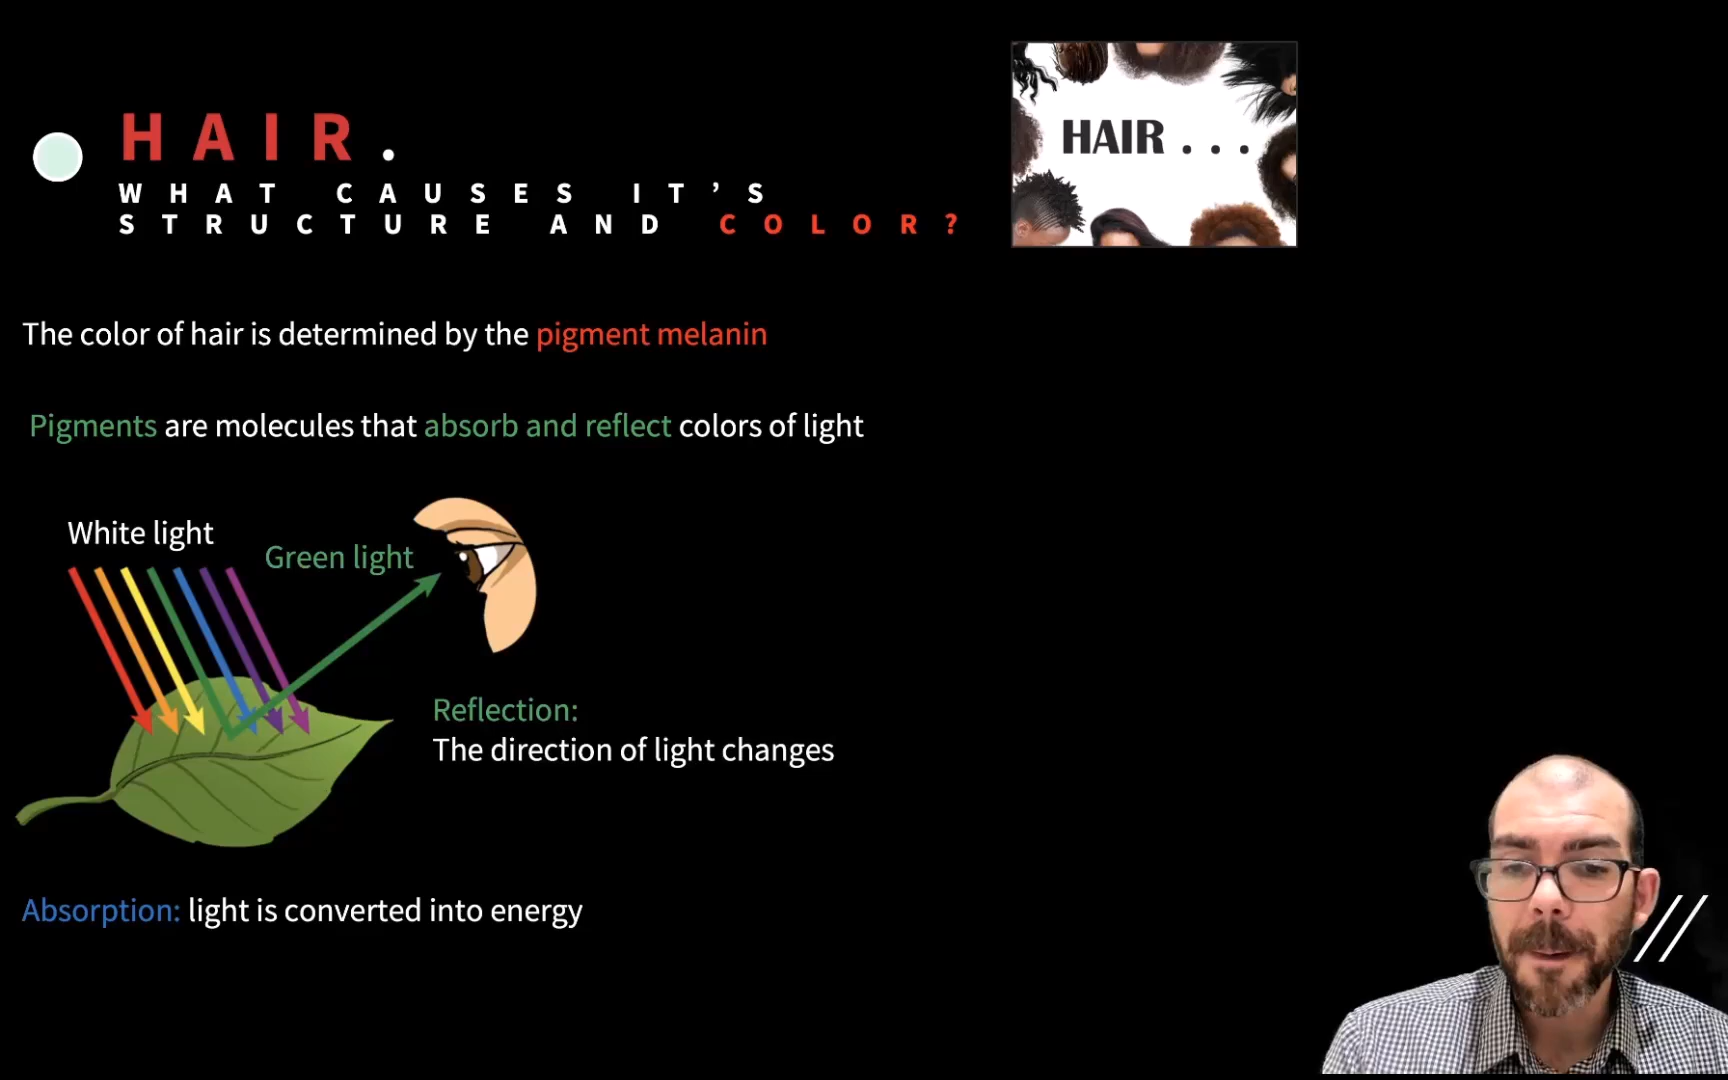 HAIR.
WHAT CAUSES IT’S
STRUCTURE AND COLOR?
HAIR . . .
The color of hair is determined by the pigment melanin
Pigments are molecules that absorb and reflect colors of light
White light
Green light
Reflection:
The direction of light changes
Absorption: light is converted into energy
//